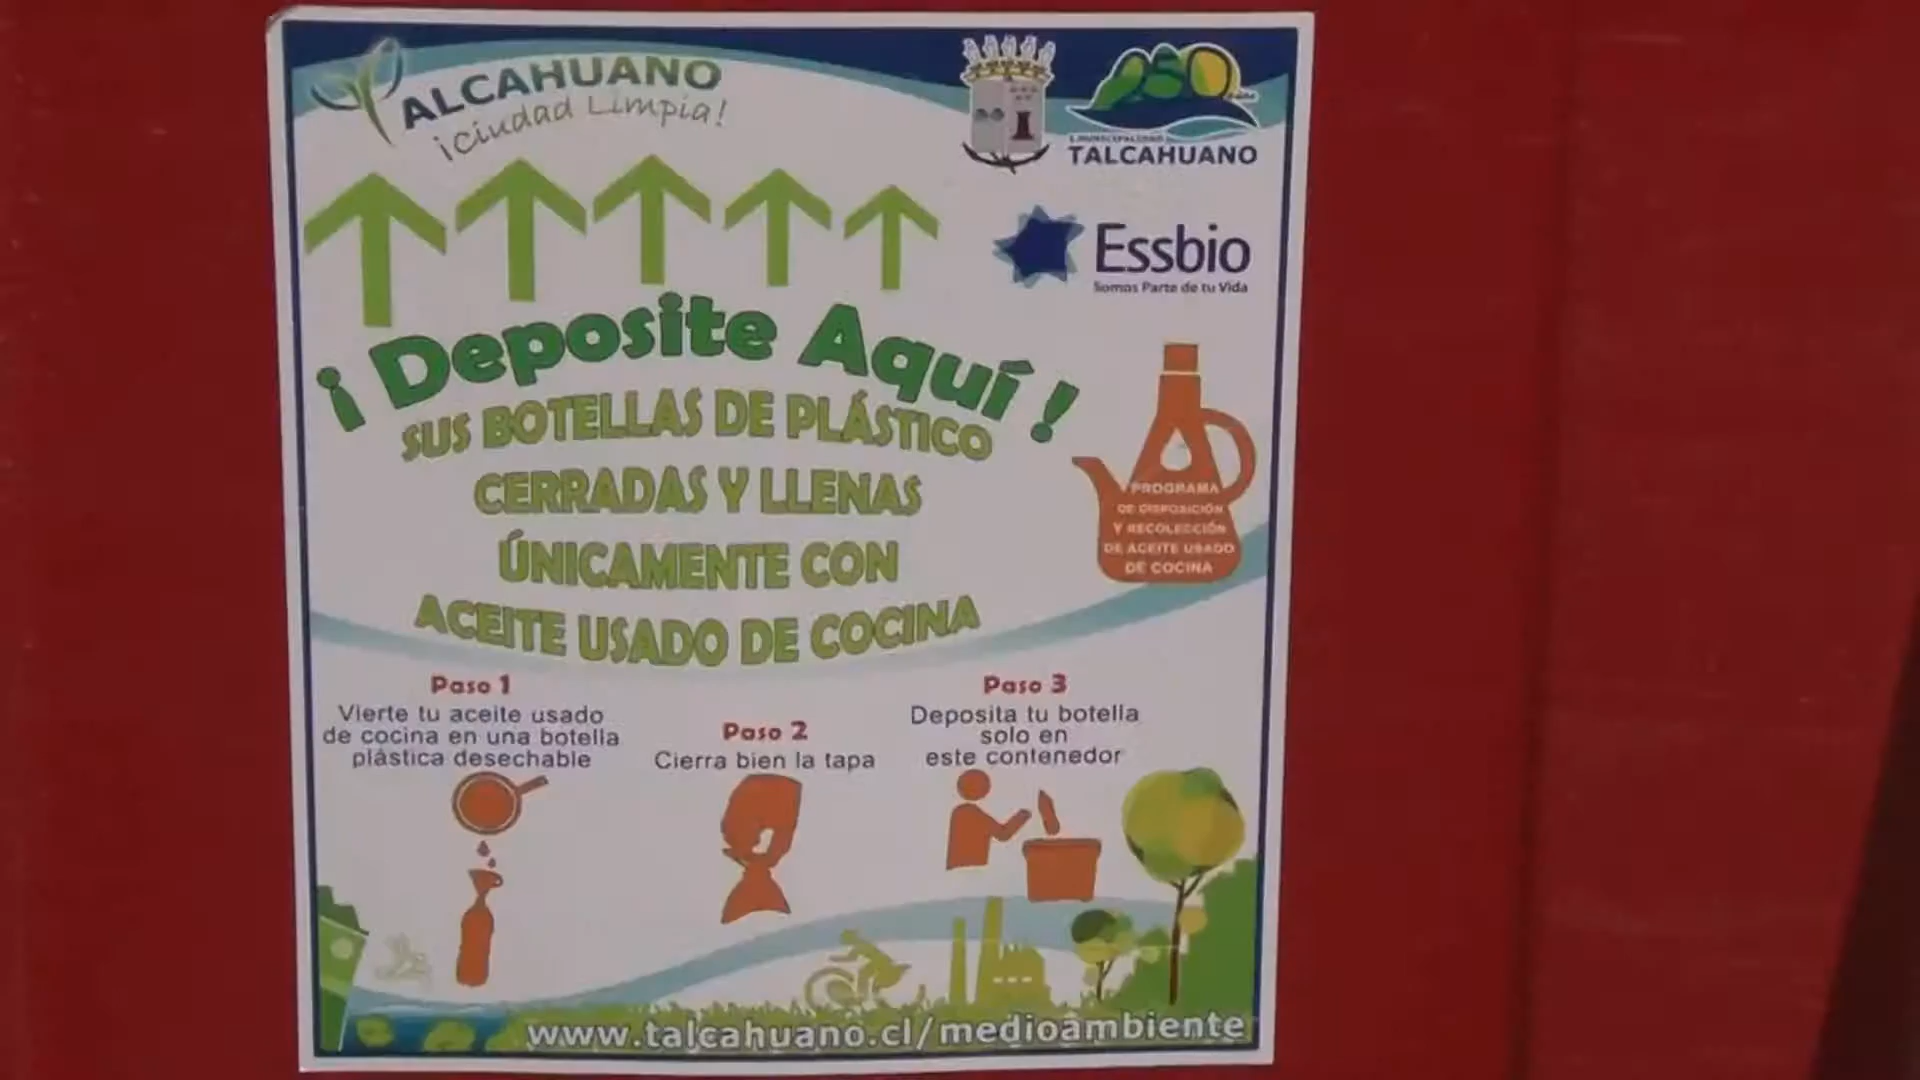 TALCAHUANO
¡Ciudad Limpia!
250
TALCAHUANO
Essbio
Somos Parte de tu Vida
¡Deposite Aquí!
SUS BOTELLAS DE PLÁSTICO
CERRADAS Y LLENAS
ÚNICAMENTE CON
ACEITE USADO DE COCINA
PROGRAMA
DE DISPOSICIÓN
Y RECOLECCIÓN
DE ACEITE USADO
DE COCINA
Paso 1
Vierte tu aceite usado
de cocina en una botella
plástica desechable
Paso 2
Cierra bien la tapa
Paso 3
Deposita tu botella
solo en
este contenedor
www.talcahuano.cl/medioambiente